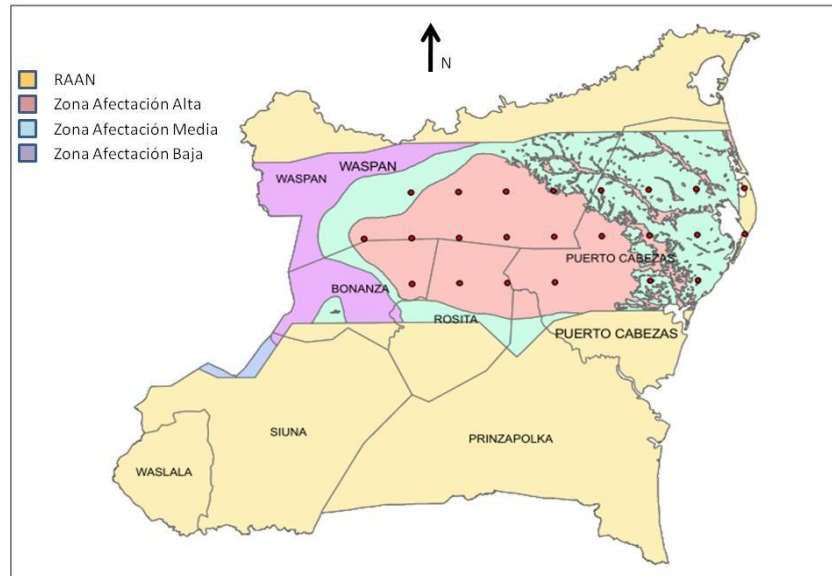 N
RAAN
Zona Afectación Alta
Zona Afectación Media
Zona Afectación Baja
WASPAN
WASPAN
PUERTO CABEZAS
BONANZA
ROSITA
PUERTO CABEZAS
SIUNA
PRINZAPOLKA
WASLALA